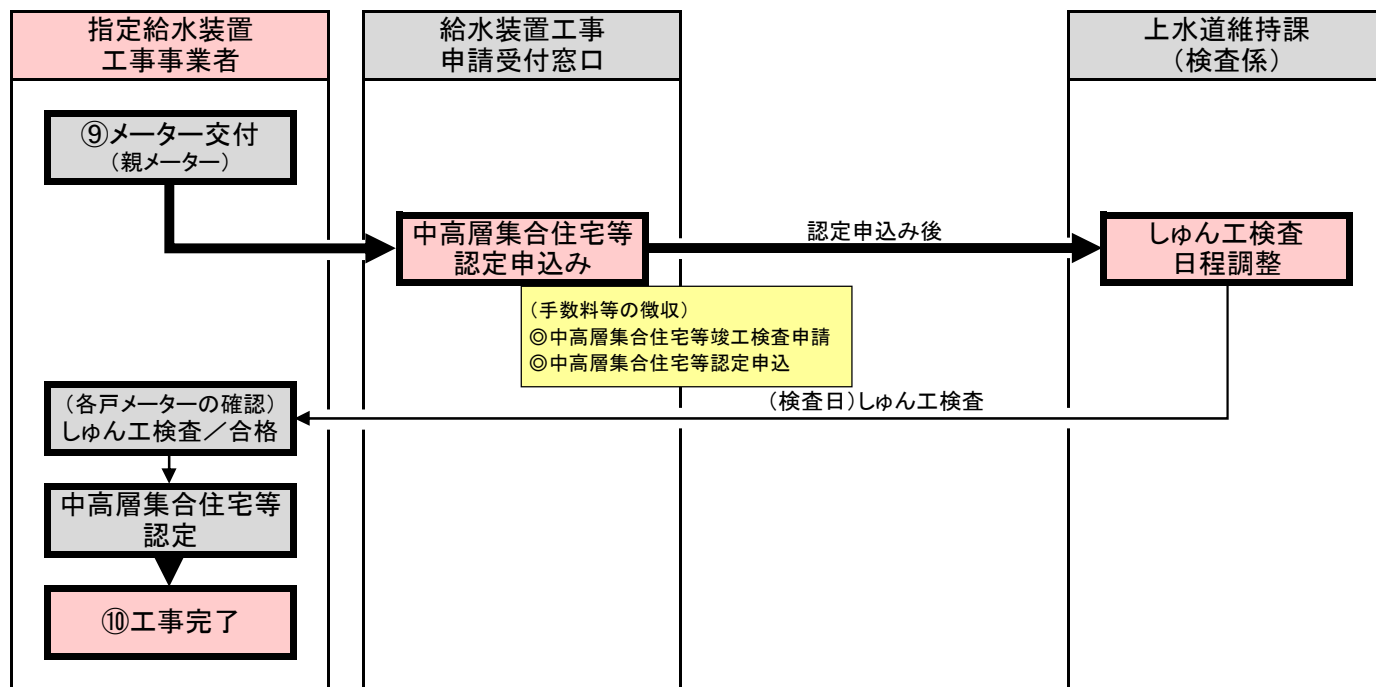 指定給水装置
工事事業者
給水装置工事
申請受付窓口
上水道維持課
（検査係）
⑨メーター交付
（親メーター）
中高層集合住宅等
認定申込み
認定申込み後
しゅん工検査
日程調整
（手数料等の徴収）
◎中高層集合住宅等竣工検査申請
◎中高層集合住宅等認定申込
（検査日）しゅん工検査
（各戸メーターの確認）
しゅん工検査／合格
中高層集合住宅等
認定
⑩工事完了